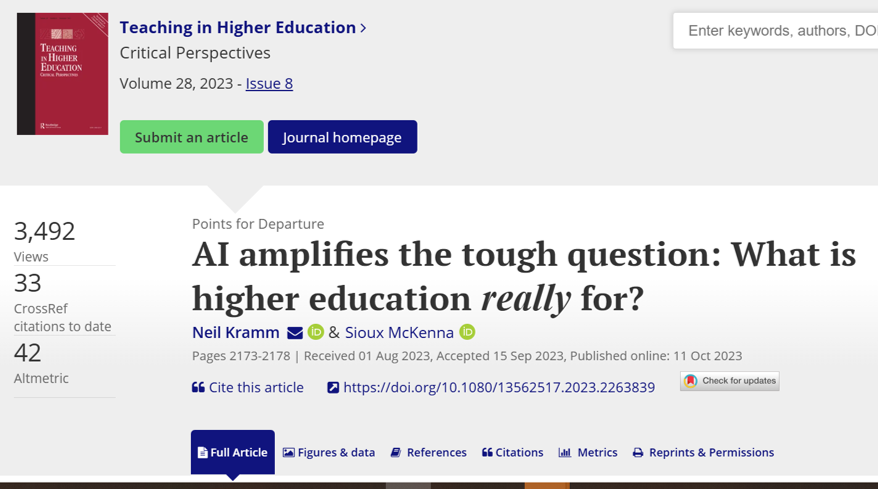 TEACHING
IN HIGHER
EDUCATION
CRITICAL PERSPECTIVES
Teaching in Higher Education
Critical Perspectives
Volume 28, 2023 - Issue 8
Enter keywords, authors, DOI
Submit an article
Journal homepage
3,492
Views
33
CrossRef
citations to date
42
Altmetric
Points for Departure
AI amplifies the tough question: What is
higher education really for?
Neil Kramm iD & Sioux McKenna iD
Pages 2173-2178 | Received 01 Aug 2023, Accepted 15 Sep 2023, Published online: 11 Oct 2023
Cite this article https://doi.org/10.1080/13562517.2023.2263839 Check for updates
Full Article Figures & data References Citations Metrics Reprints & Permissions